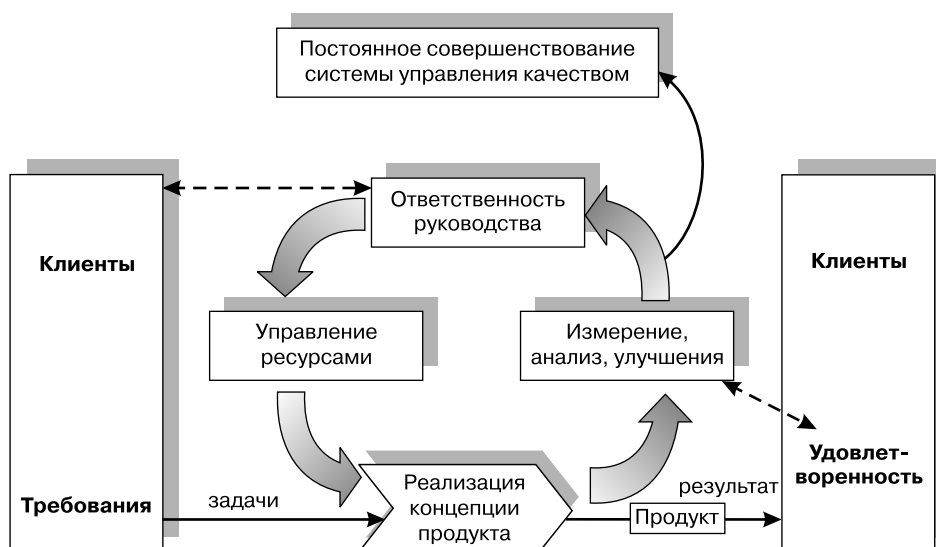 Постоянное совершенствование
системы управления качеством
Ответственность
руководства
Клиенты
Клиенты
Управление
ресурсами
Измерение,
анализ, улучшения
Удовлет-
воренность
Требования
задачи
Реализация
концепции
продукта
результат
Продукт